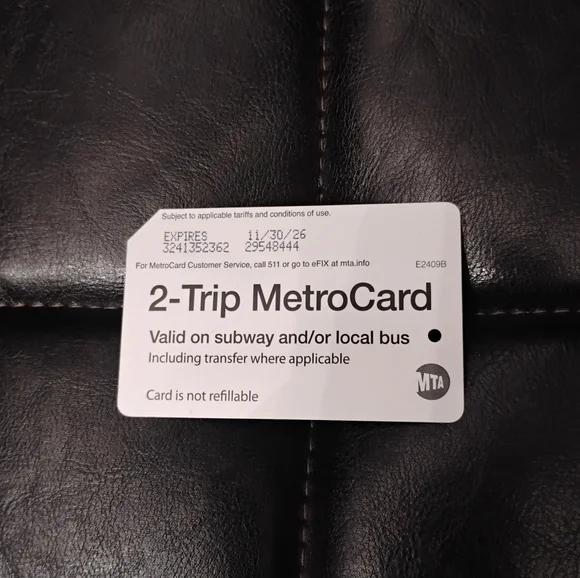 Subject to applicable tariffs and conditions of use.
EXPIRES 11/30/26
3241352362 29548444
For MetroCard Customer Service, call 511 or go to eFIX at mta.info E2409B
2-Trip MetroCard
Valid on subway and/or local bus
Including transfer where applicable
MTA
Card is not refillable